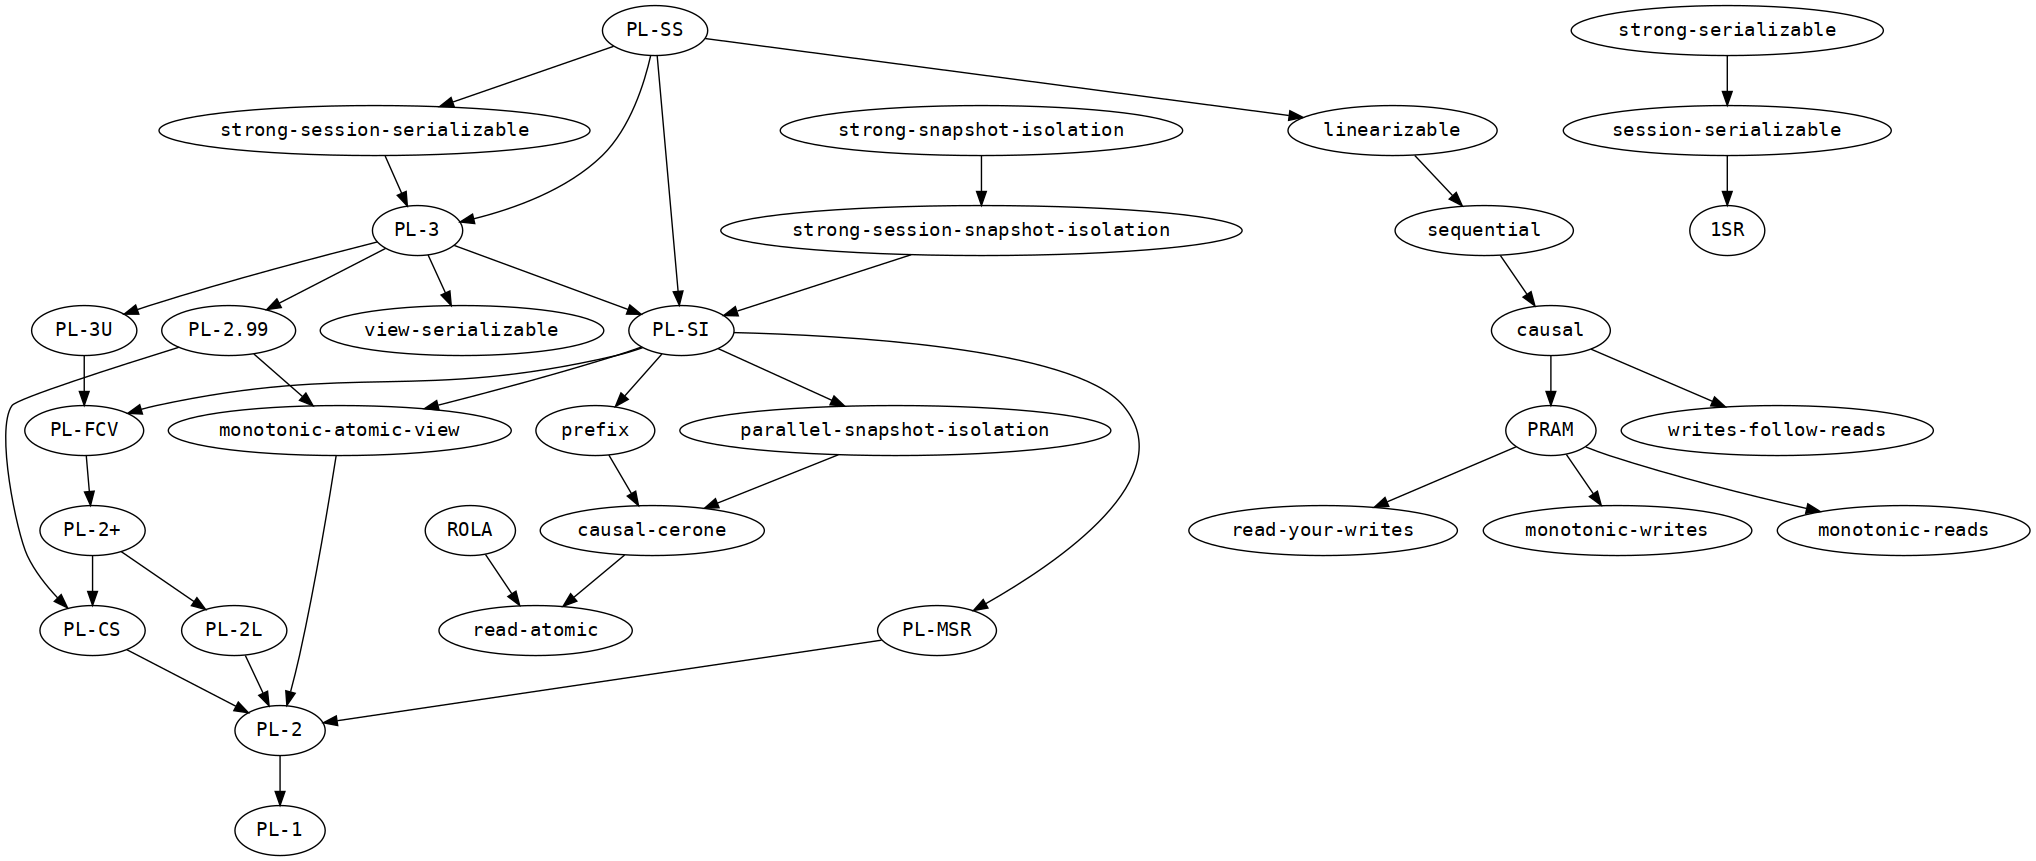 PL-SS
strong-serializable
strong-session-serializable
strong-snapshot-isolation
linearizable
session-serializable
PL-3
strong-session-snapshot-isolation
sequential
1SR
PL-3U
PL-2.99
view-serializable
PL-SI
causal
PL-FCV
monotonic-atomic-view
prefix
parallel-snapshot-isolation
PRAM
writes-follow-reads
PL-2+
ROLA
causal-cerone
read-your-writes
monotonic-writes
monotonic-reads
PL-CS
PL-2L
read-atomic
PL-MSR
PL-2
PL-1